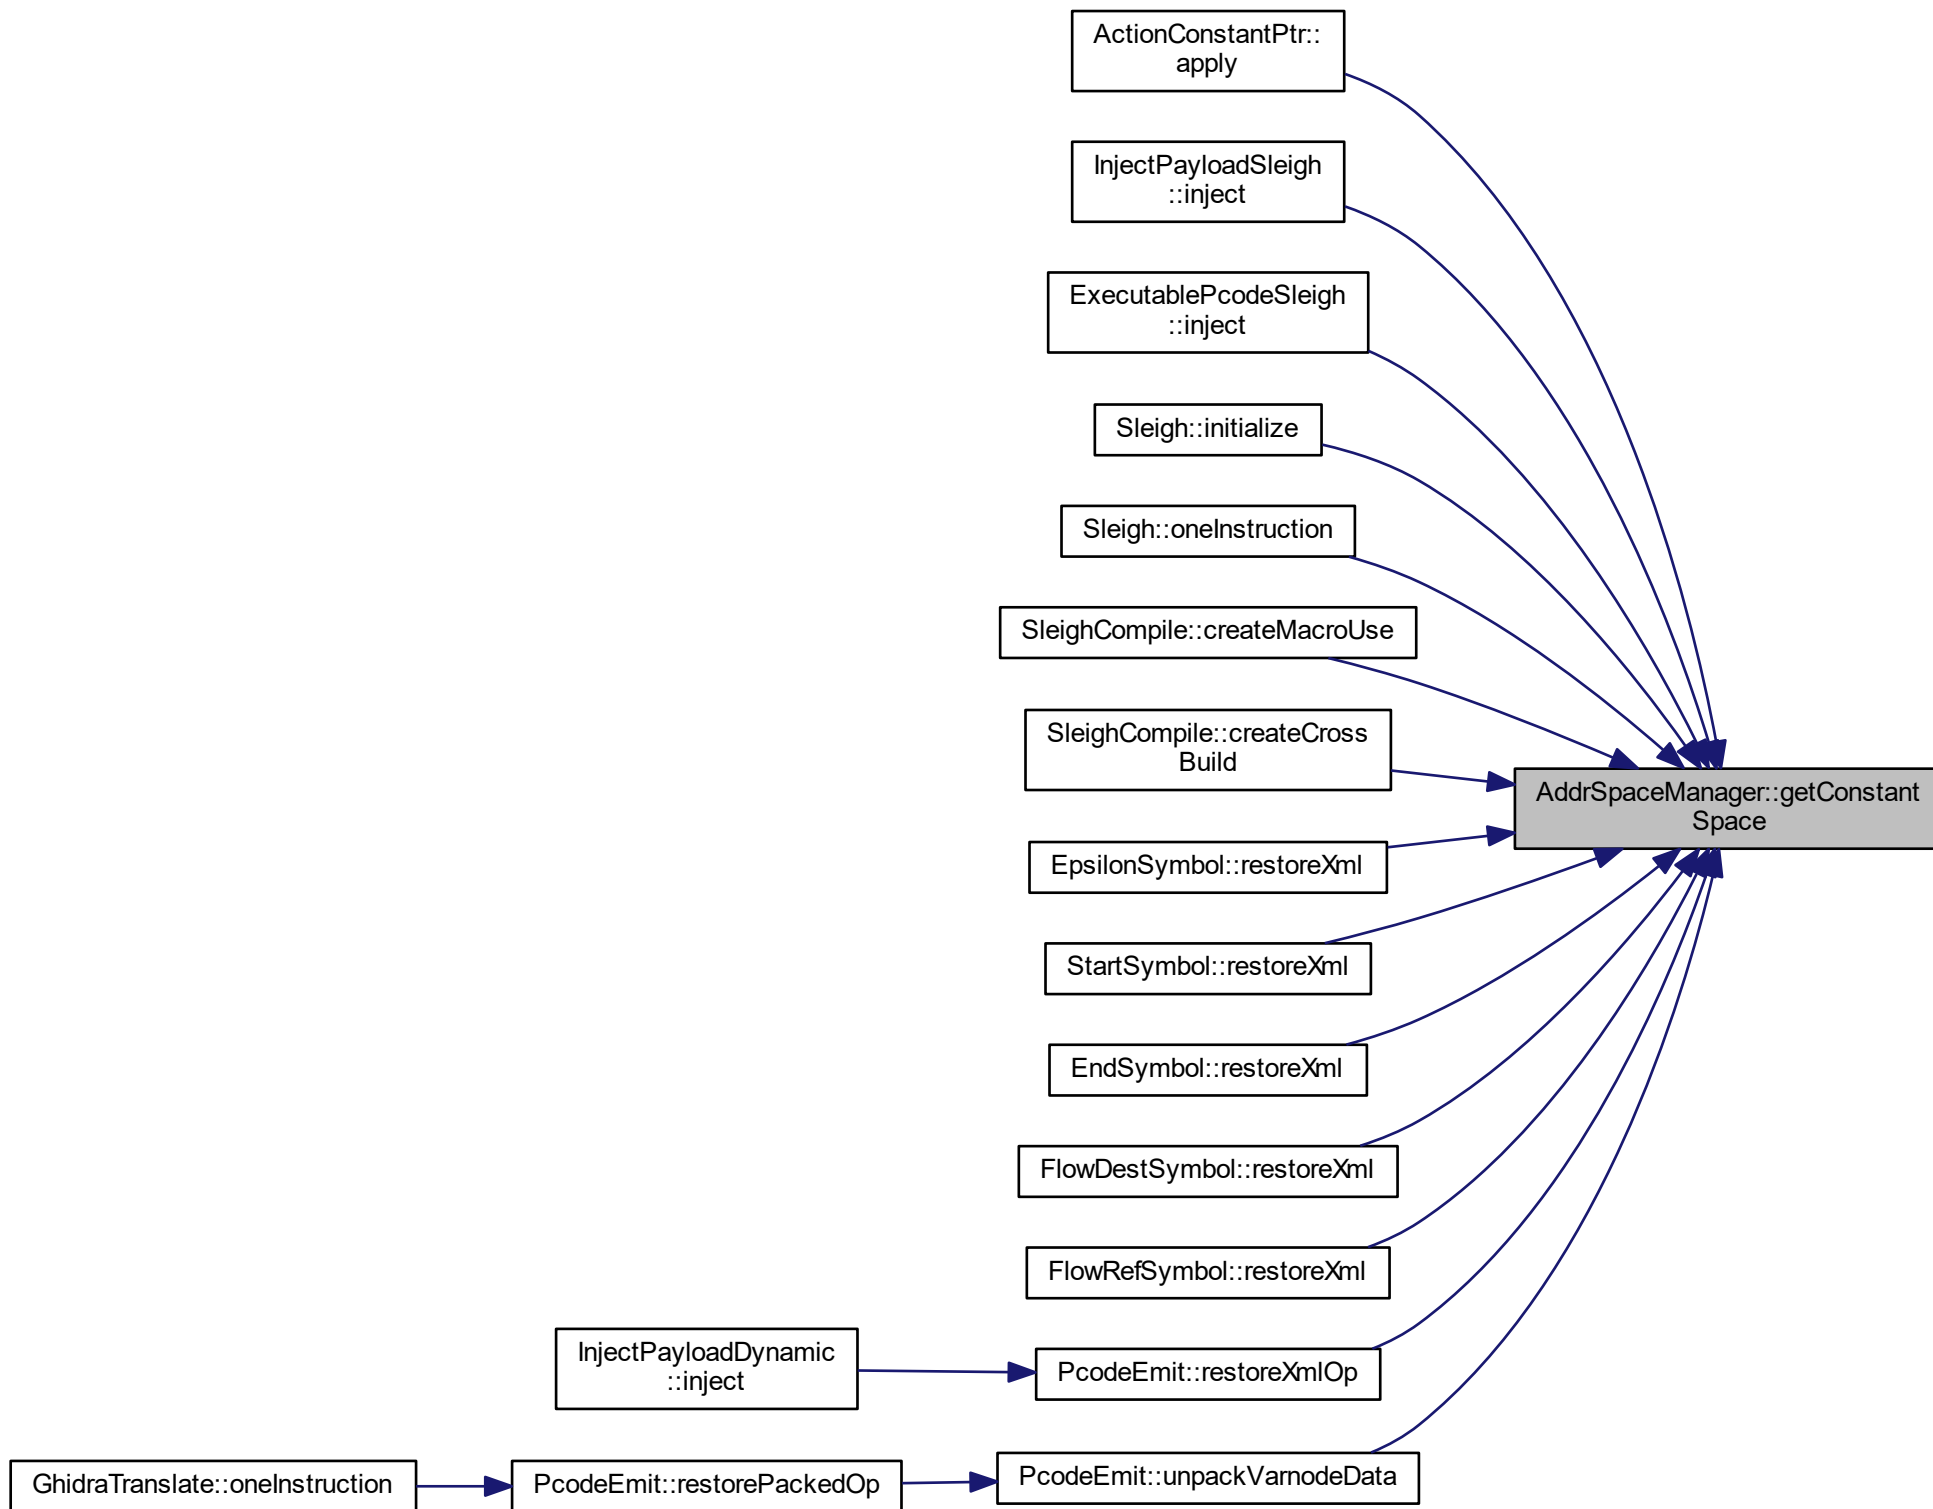 ActionConstantPtr::
apply
InjectPayloadSleigh
::inject
ExecutablePcodeSleigh
::inject
Sleigh::initialize
Sleigh::oneInstruction
SleighCompile::createMacroUse
SleighCompile::createCross
Build
AddrSpaceManager::getConstant
Space
EpsilonSymbol::restoreXml
StartSymbol::restoreXml
EndSymbol::restoreXml
FlowDestSymbol::restoreXml
FlowRefSymbol::restoreXml
InjectPayloadDynamic
::inject
PcodeEmit::restoreXmlOp
GhidraTranslate::oneInstruction
PcodeEmit::restorePackedOp
PcodeEmit::unpackVarnodeData